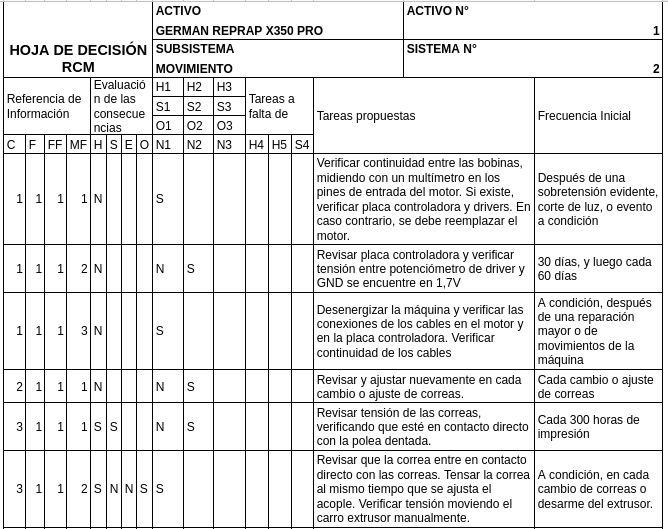 HOJA DE DECISIÓN
RCM
ACTIVO
GERMAN REPRAP X350 PRO
ACTIVO N°
1
SUBSISTEMA
MOVIMIENTO
SISTEMA N°
2
Referencia de
Información
Evaluació
n de las
consecue
ncias
H1 H2 H3
S1 S2 S3
O1 O2 O3
Tareas a
falta de
Tareas propuestas
Frecuencia Inicial
C F FF MF H S E O N1 N2 N3 H4 H5 S4
1 1 1 1 N S
Verificar continuidad entre las bobinas,
midiendo con un multímetro en los
pines de entrada del motor. Si existe,
verificar placa controladora y drivers. En
caso contrario, se debe reemplazar el
motor.
Después de una
sobretensión evidente,
corte de luz, o evento
a condición
1 1 1 2 N N S
Revisar placa controladora y verificar
tensión entre potenciómetro de driver y
GND se encuentre en 1,7V
30 días, y luego cada
60 días
1 1 1 3 N S
Desenergizar la máquina y verificar las
conexiones de los cables en el motor y
en la placa controladora. Verificar
continuidad de los cables
A condición, después
de una reparación
mayor o de
movimientos de la
máquina
2 1 1 1 N N S
Revisar y ajustar nuevamente en cada
cambio o ajuste de correas.
Cada cambio o ajuste
de correas
3 1 1 1 S S N S
Revisar tensión de las correas,
verificando que esté en contacto directo
con la polea dentada.
Cada 300 horas de
impresión
3 1 1 2 S N N S S
Revisar que la correa entre en contacto
directo con las correas. Tensar la correa
al mismo tiempo que se ajusta el
acople. Verificar tensión moviendo el
carro extrusor manualmente.
A condición, en cada
cambio de correas o
desarme del extrusor.